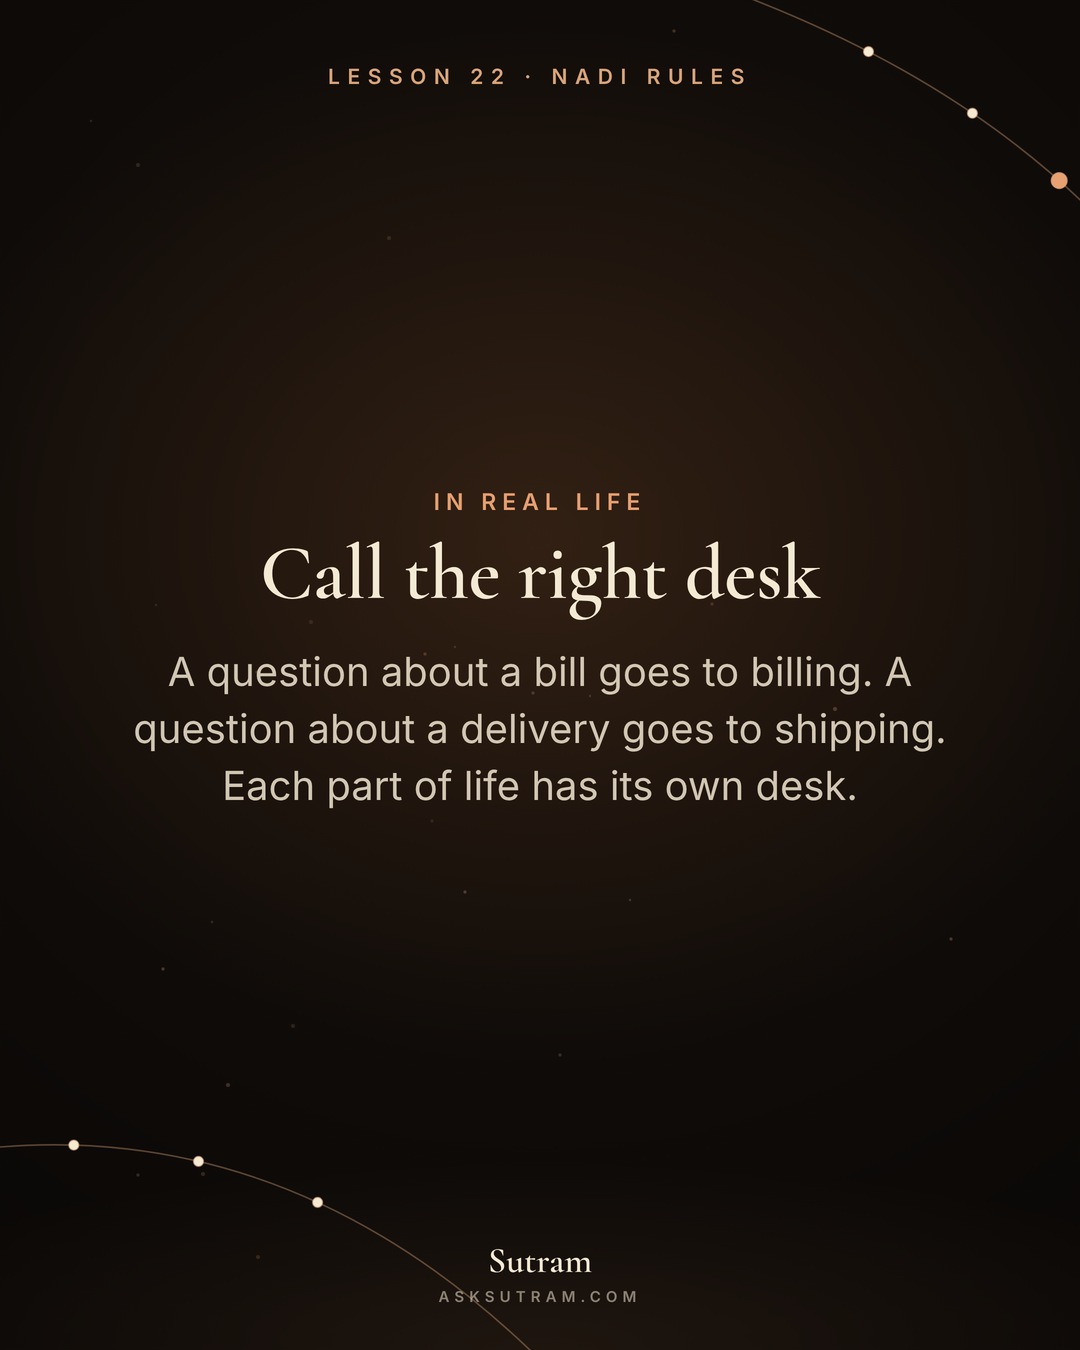 LESSON 22 · NADI RULES
IN REAL LIFE
Call the right desk
A question about a bill goes to billing. A
question about a delivery goes to shipping.
Each part of life has its own desk.
Sutram
ASKSUTRAM.COM